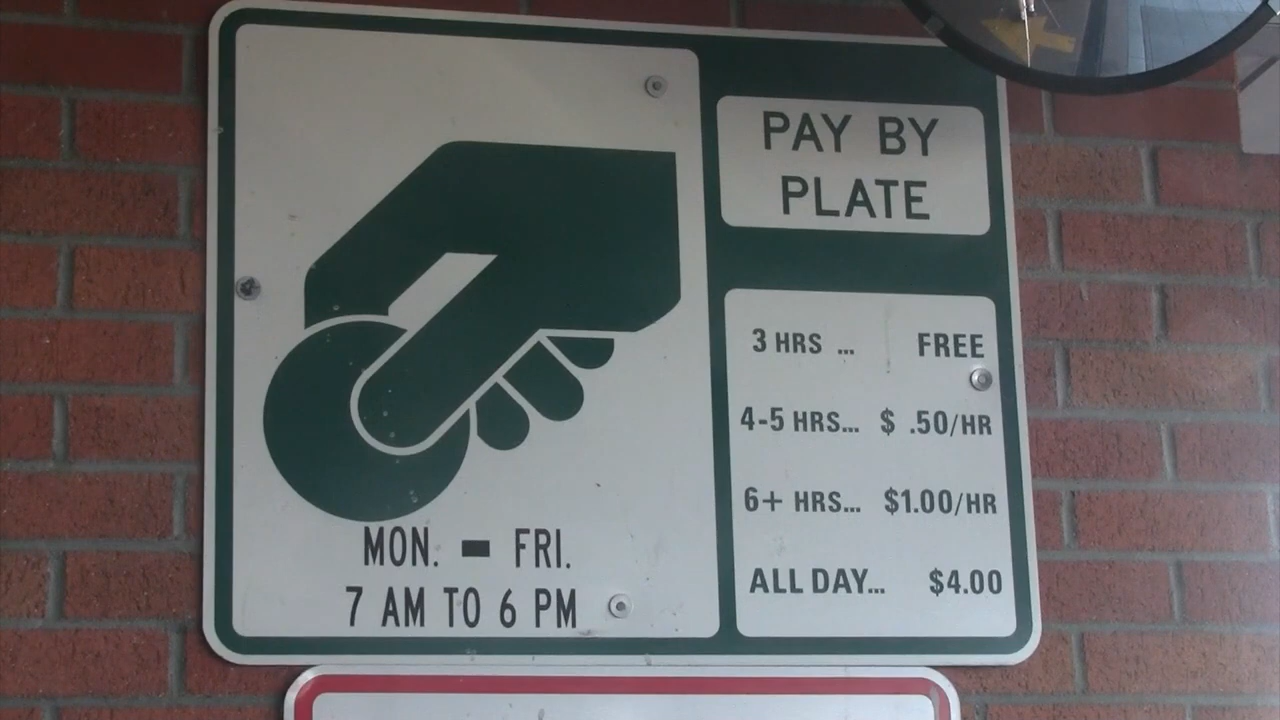 PAY BY
PLATE
3 HRS ... FREE
4-5 HRS... $ .50/HR
6+ HRS... $1.00/HR
ALL DAY... $4.00
MON. - FRI.
7 AM TO 6 PM